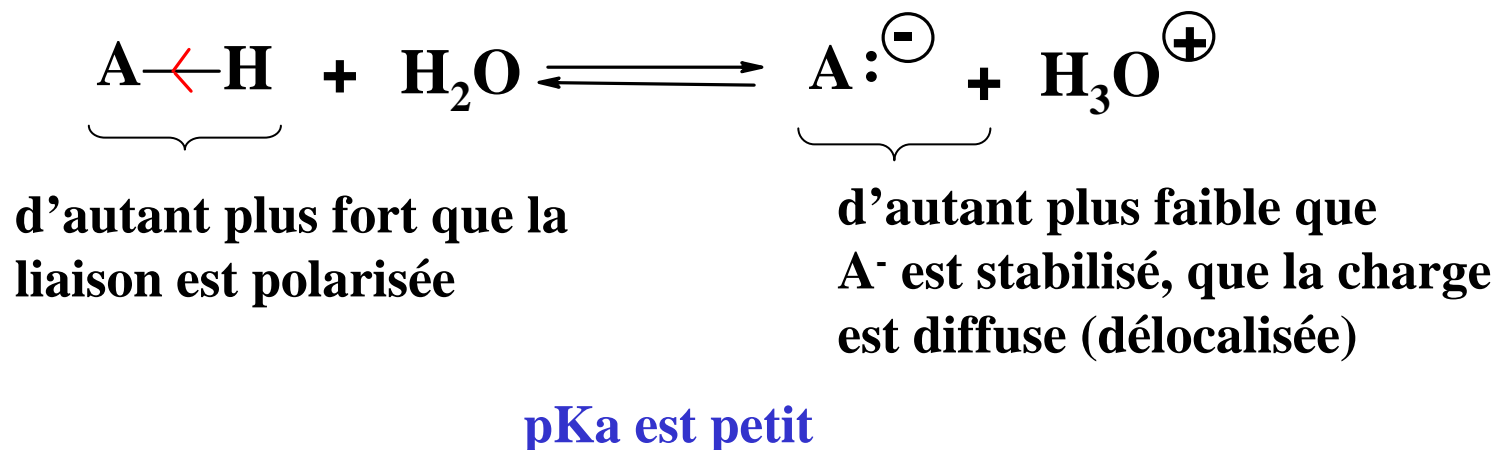 A—H + H₂O ⇌ A:⊖ + H₃O⊕
d’autant plus fort que la
liaison est polarisée
d’autant plus faible que
A⁻ est stabilisé, que la charge
est diffuse (délocalisée)
pKa est petit